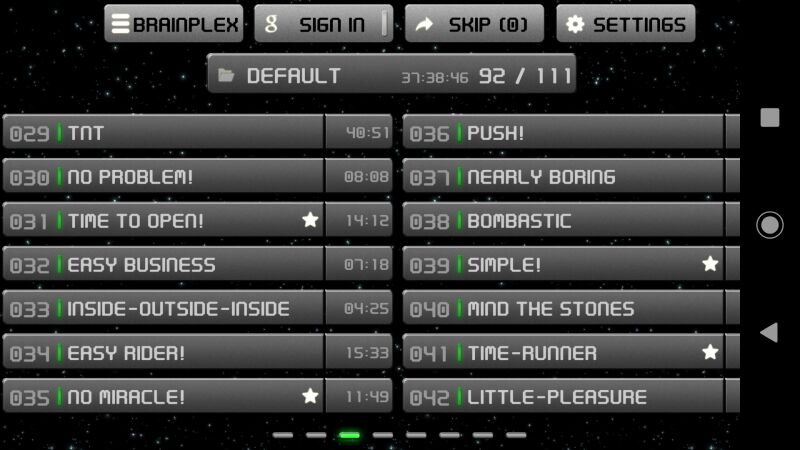 BRAINPLEX
SIGN IN
SKIP (0)
SETTINGS
DEFAULT 37:38:46 92 / 111
029 TNT 40:51
030 NO PROBLEM! 08:08
031 TIME TO OPEN! 14:12
032 EASY BUSINESS 07:18
033 INSIDE-OUTSIDE-INSIDE 04:25
034 EASY RIDER! 15:33
035 NO MIRACLE! 11:49
036 PUSH!
037 NEARLY BORING
038 BOMBASTIC
039 SIMPLE!
040 MIND THE STONES
041 TIME-RUNNER
042 LITTLE-PLEASURE